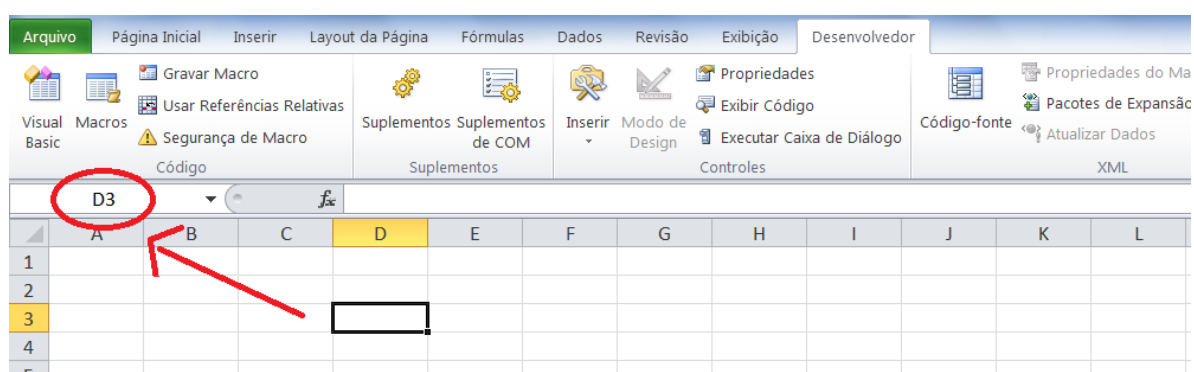 Arquivo Página Inicial Inserir Layout da Página Fórmulas Dados Revisão Exibição Desenvolvedor
Visual Basic
Macros
Gravar Macro
Usar Referências Relativas
Segurança de Macro
Código
Suplementos
Suplementos de COM
Suplementos
Inserir
Modo de Design
Propriedades
Exibir Código
Executar Caixa de Diálogo
Controles
Código-fonte
Propriedades do Ma
Pacotes de Expansão
Atualizar Dados
XML
D3 fx
A B C D E F G H I J K L
1
2
3
4